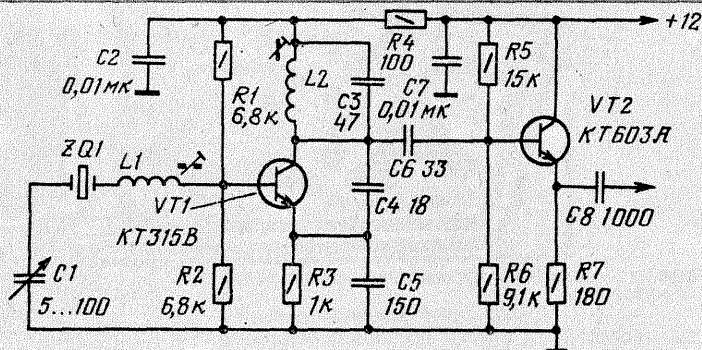 +12
C2
0,01мк
R1
6,8к
L2
C3
47
R4
100
C7
0,01мк
R5
15к
VT2
КТ603А
ZQ1
L1
VT1
КТ315В
C6 33
C4 18
C8 1000
C1
5...100
R2
6,8к
R3
1к
C5
150
R6
9,1к
R7
180